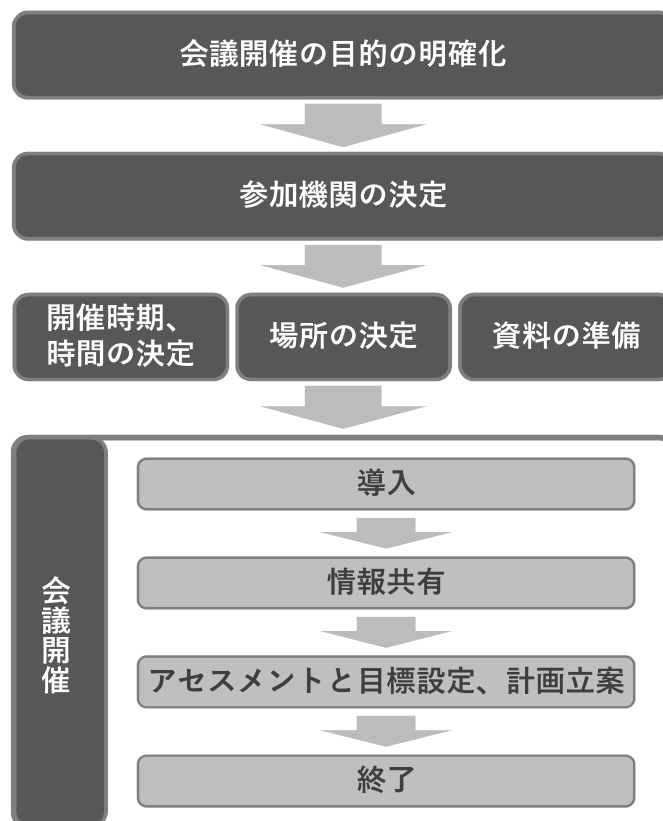 会議開催の目的の明確化
参加機関の決定
開催時期、
時間の決定
場所の決定
資料の準備
会議開催
導入
情報共有
アセスメントと目標設定、計画立案
終了